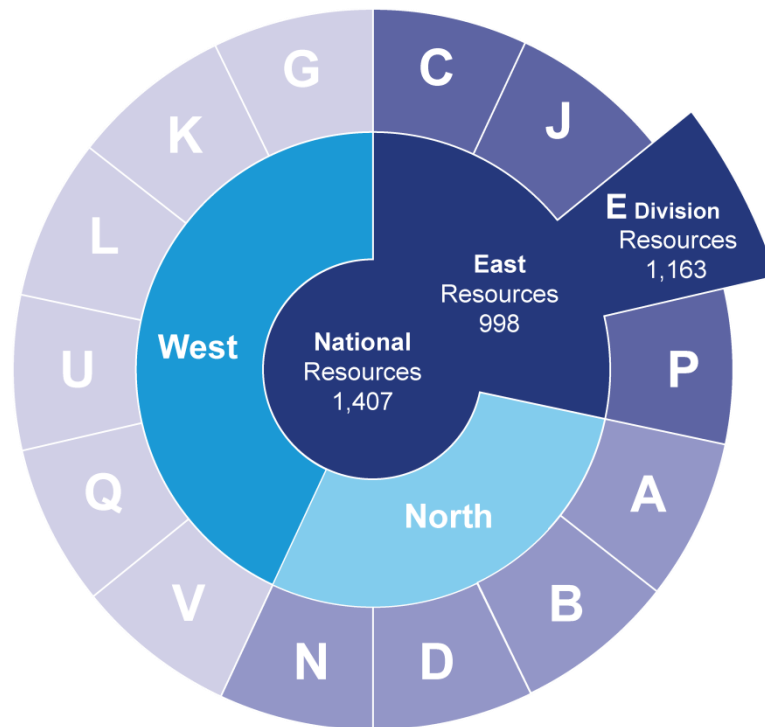 G
C
K
J
E Division
Resources
1,163
L
East
Resources
998
West
National
Resources
1,407
U
P
Q
A
North
V
B
N
D